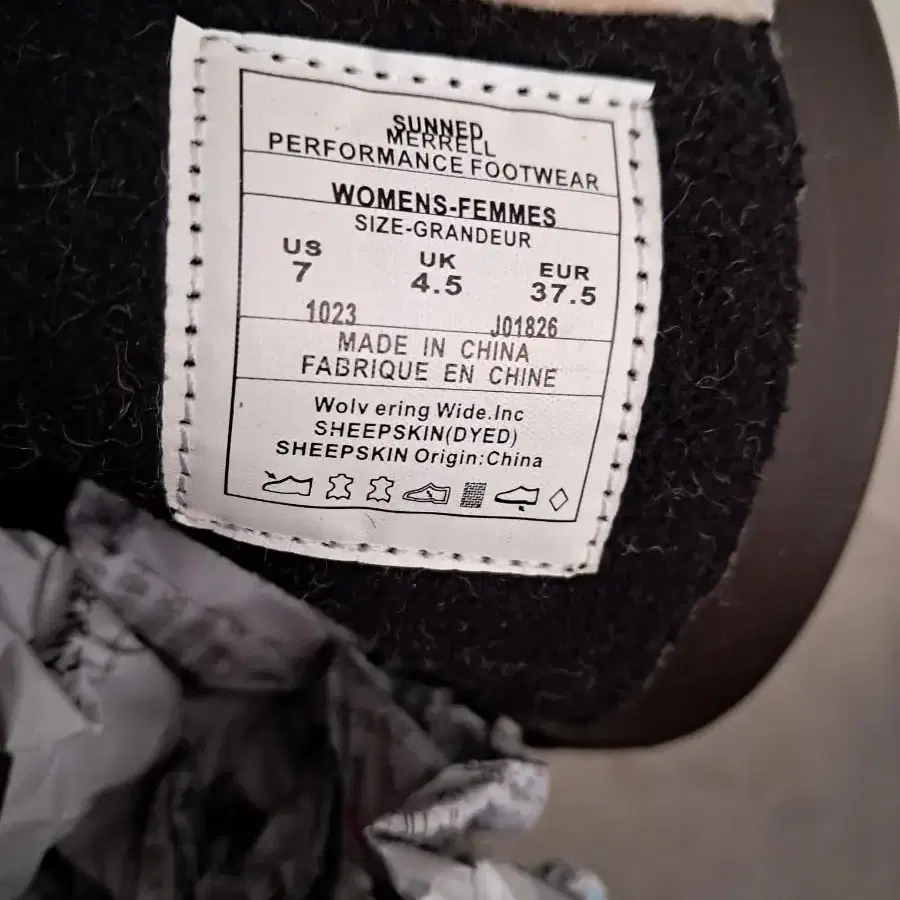 SUNNED
MERRELL
PERFORMANCE FOOTWEAR
WOMENS-FEMMES
SIZE-GRANDEUR
US UK EUR
7 4.5 37.5
1023 J01826
MADE IN CHINA
FABRIQUE EN CHINE
Wolv ering Wide.Inc
SHEEPSKIN(DYED)
SHEEPSKIN Origin:China